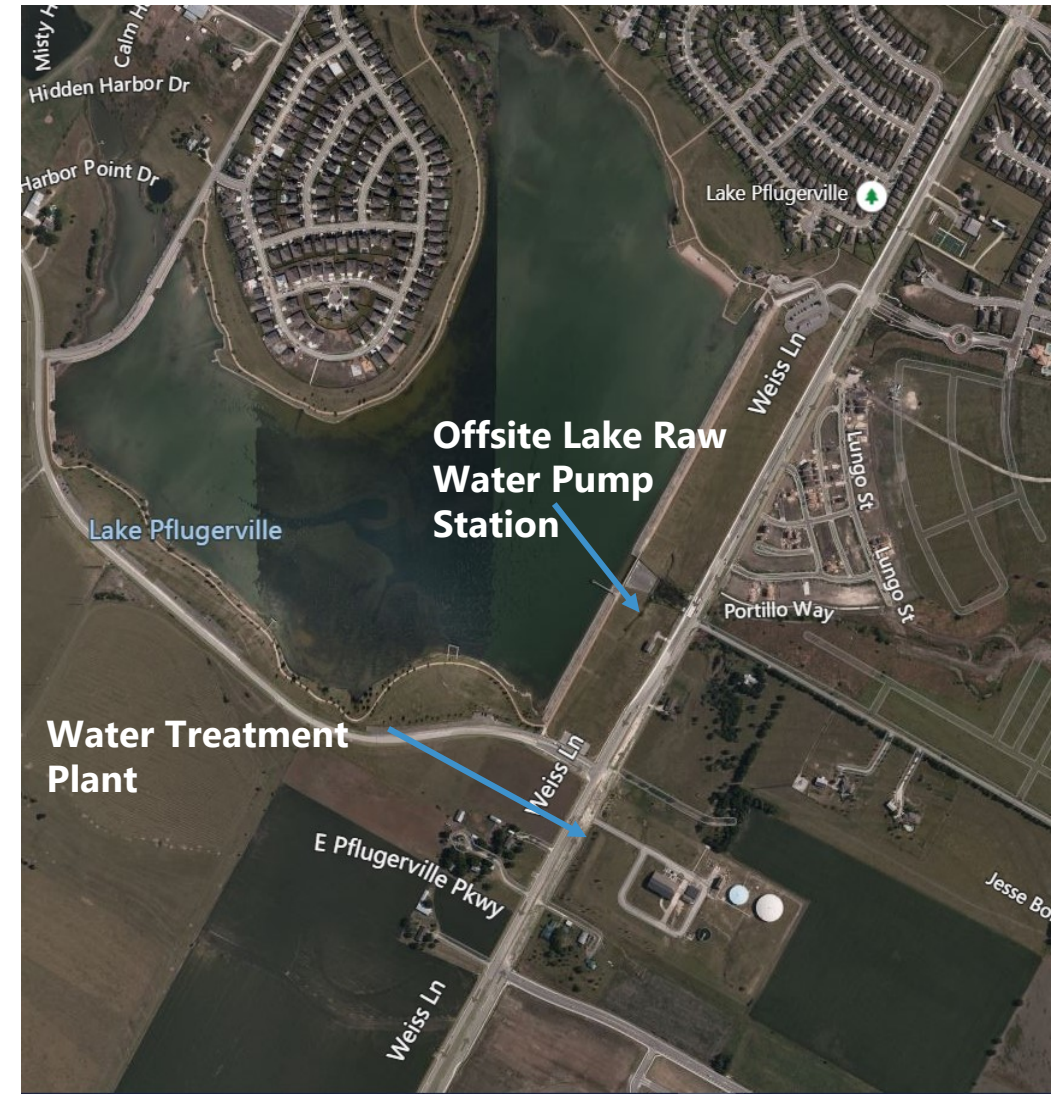 Misty H
Calm H
Hidden Harbor Dr
Harbor Point Dr
Lake Pflugerville
Weiss Ln
Offsite Lake Raw
Water Pump
Station
Lungo St
Lake Pflugerville
Lungo St
Portillo Way
Water Treatment
Plant
Weiss Ln
E Pflugerville Pkwy
Jesse Bo
Weiss Ln